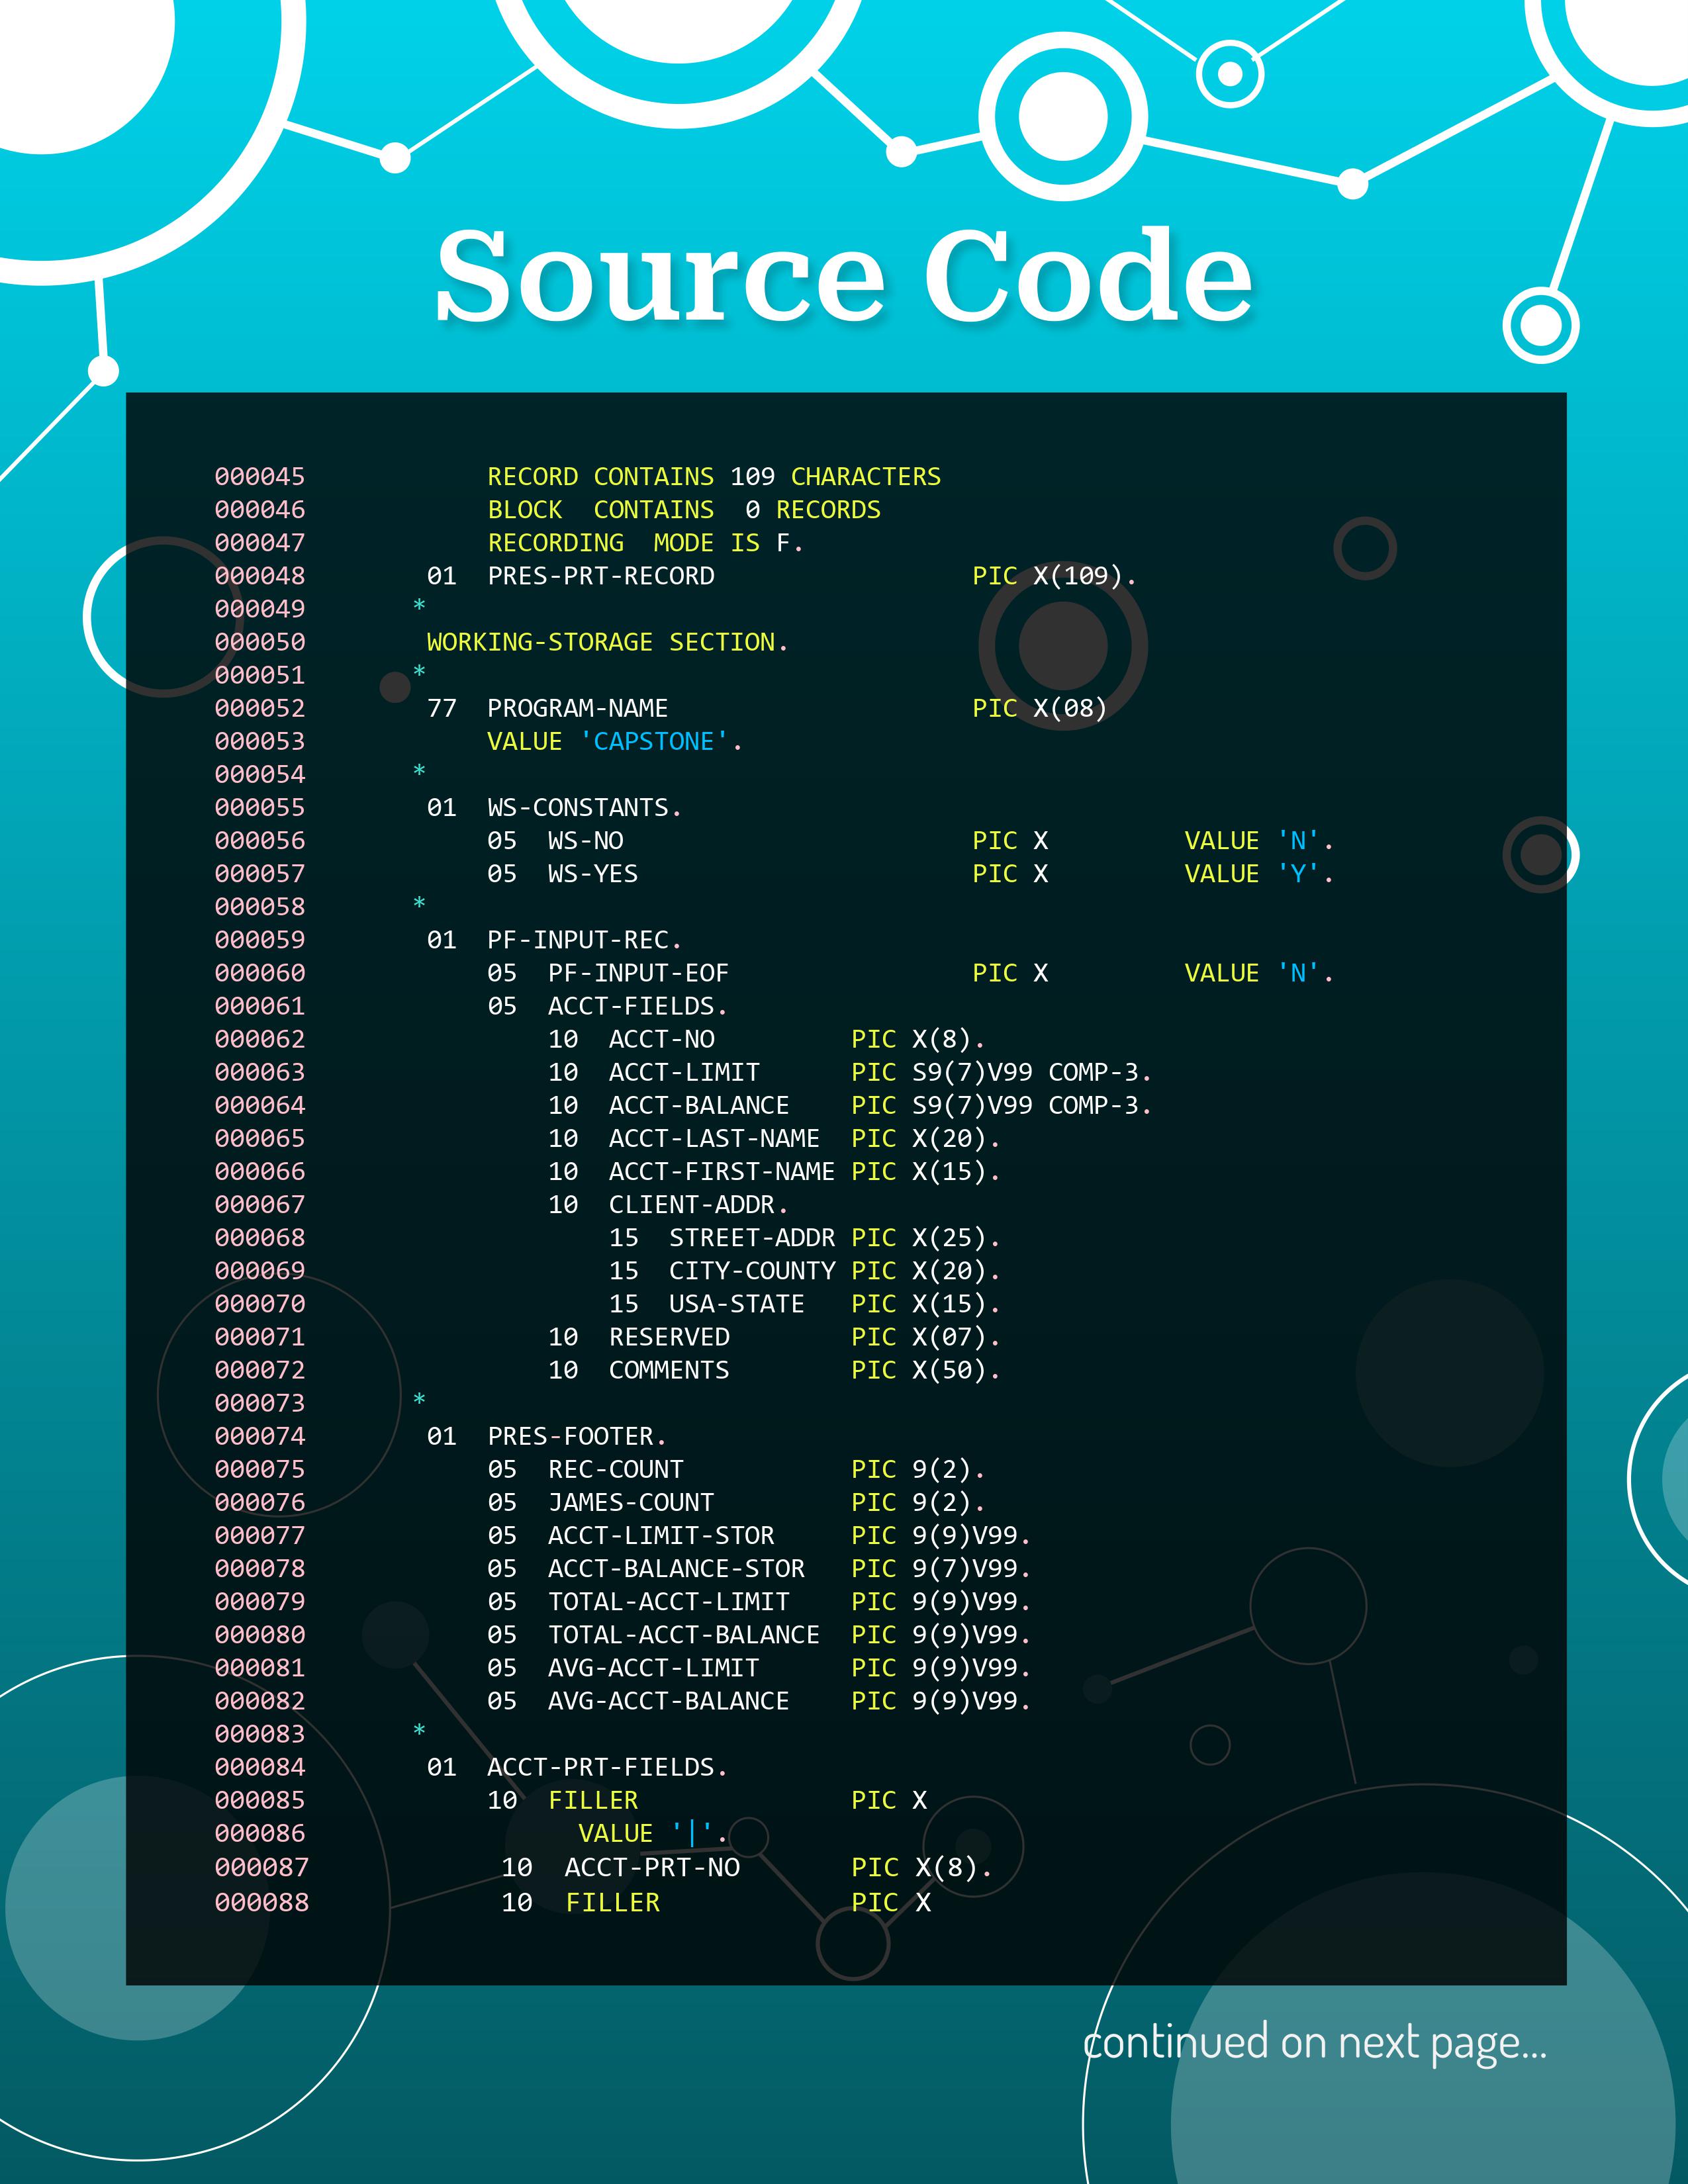 Source Code
000045            RECORD CONTAINS 109 CHARACTERS
000046            BLOCK  CONTAINS  0 RECORDS
000047            RECORDING  MODE IS F.
000048        01  PRES-PRT-RECORD                 PIC X(109).
000049       *
000050        WORKING-STORAGE SECTION.
000051       *
000052        77  PROGRAM-NAME                    PIC X(08)
000053            VALUE 'CAPSTONE'.
000054       *
000055        01  WS-CONSTANTS.
000056            05  WS-NO                       PIC X         VALUE 'N'.
000057            05  WS-YES                      PIC X         VALUE 'Y'.
000058       *
000059        01  PF-INPUT-REC.
000060            05  PF-INPUT-EOF                PIC X         VALUE 'N'.
000061            05  ACCT-FIELDS.
000062                10  ACCT-NO         PIC X(8).
000063                10  ACCT-LIMIT      PIC S9(7)V99 COMP-3.
000064                10  ACCT-BALANCE    PIC S9(7)V99 COMP-3.
000065                10  ACCT-LAST-NAME  PIC X(20).
000066                10  ACCT-FIRST-NAME PIC X(15).
000067                10  CLIENT-ADDR.
000068                    15  STREET-ADDR PIC X(25).
000069                    15  CITY-COUNTY PIC X(20).
000070                    15  USA-STATE   PIC X(15).
000071                10  RESERVED        PIC X(07).
000072                10  COMMENTS        PIC X(50).
000073       *
000074        01  PRES-FOOTER.
000075            05  REC-COUNT           PIC 9(2).
000076            05  JAMES-COUNT         PIC 9(2).
000077            05  ACCT-LIMIT-STOR     PIC 9(9)V99.
000078            05  ACCT-BALANCE-STOR   PIC 9(7)V99.
000079            05  TOTAL-ACCT-LIMIT    PIC 9(9)V99.
000080            05  TOTAL-ACCT-BALANCE  PIC 9(9)V99.
000081            05  AVG-ACCT-LIMIT      PIC 9(9)V99.
000082            05  AVG-ACCT-BALANCE    PIC 9(9)V99.
000083       *
000084        01  ACCT-PRT-FIELDS.
000085            10  FILLER              PIC X
000086                  VALUE '|'.
000087            10  ACCT-PRT-NO         PIC X(8).
000088            10  FILLER              PIC X
continued on next page...